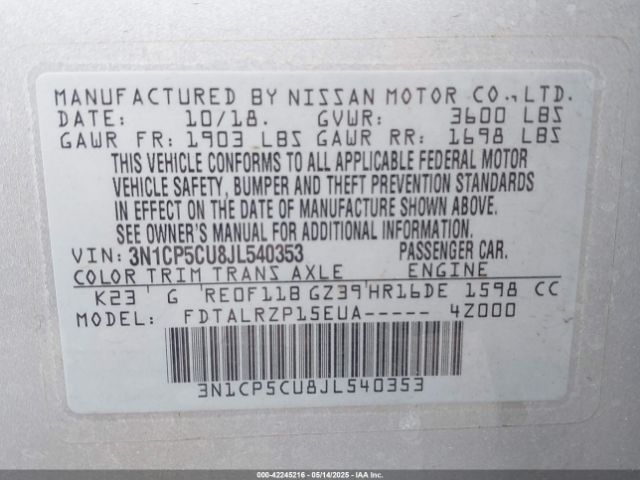 MANUFACTURED BY NISSAN MOTOR CO.,LTD.
DATE: 10/18. GVWR: 3600 LBS
GAWR FR: 1903 LBS GAWR RR: 1698 LBS
THIS VEHICLE CONFORMS TO ALL APPLICABLE FEDERAL MOTOR
VEHICLE SAFETY, BUMPER AND THEFT PREVENTION STANDARDS
IN EFFECT ON THE DATE OF MANUFACTURE SHOWN ABOVE.
SEE OWNER'S MANUAL FOR ADDITIONAL INFORMATION.
VIN: 3N1CP5CU8JL540353 PASSENGER CAR.
COLOR TRIM TRANS AXLE ENGINE
K23 G RE0F11B GZ39 HR16DE 1598 CC
MODEL: FDTALRZP15EUA----- 4Z000
3N1CP5CU8JL540353
000-42245216 - 05/14/2025 - IAA Inc.